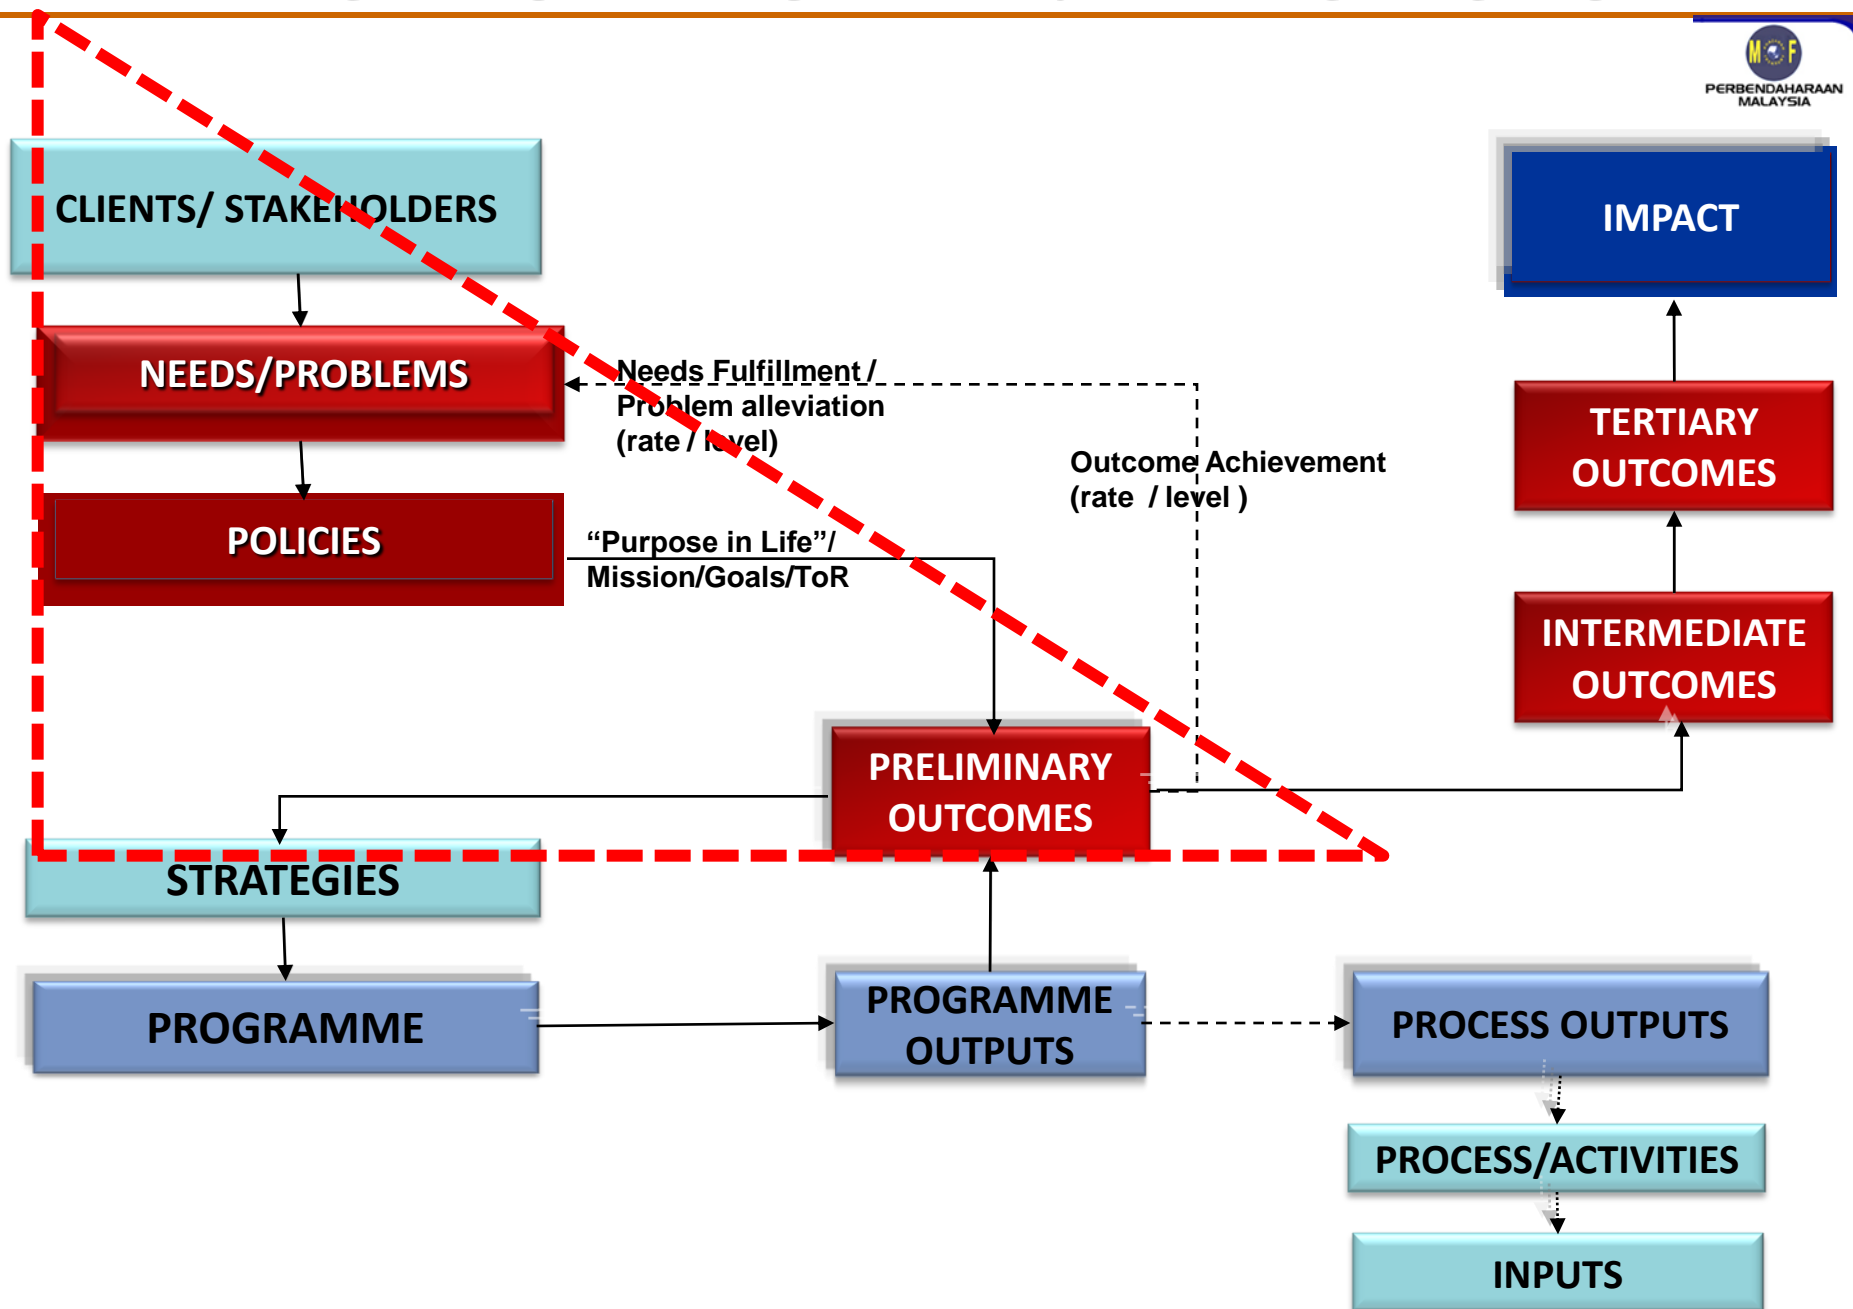 M F
PERBENDAHARAAN
MALAYSIA
CLIENTS/ STAKEHOLDERS
IMPACT
NEEDS/PROBLEMS
Needs Fulfillment /
Problem alleviation
(rate / level)
TERTIARY
OUTCOMES
Outcome Achievement
(rate / level )
POLICIES
“Purpose in Life”/
Mission/Goals/ToR
INTERMEDIATE
OUTCOMES
PRELIMINARY
OUTCOMES
STRATEGIES
PROGRAMME
PROGRAMME
OUTPUTS
PROCESS OUTPUTS
PROCESS/ACTIVITIES
INPUTS